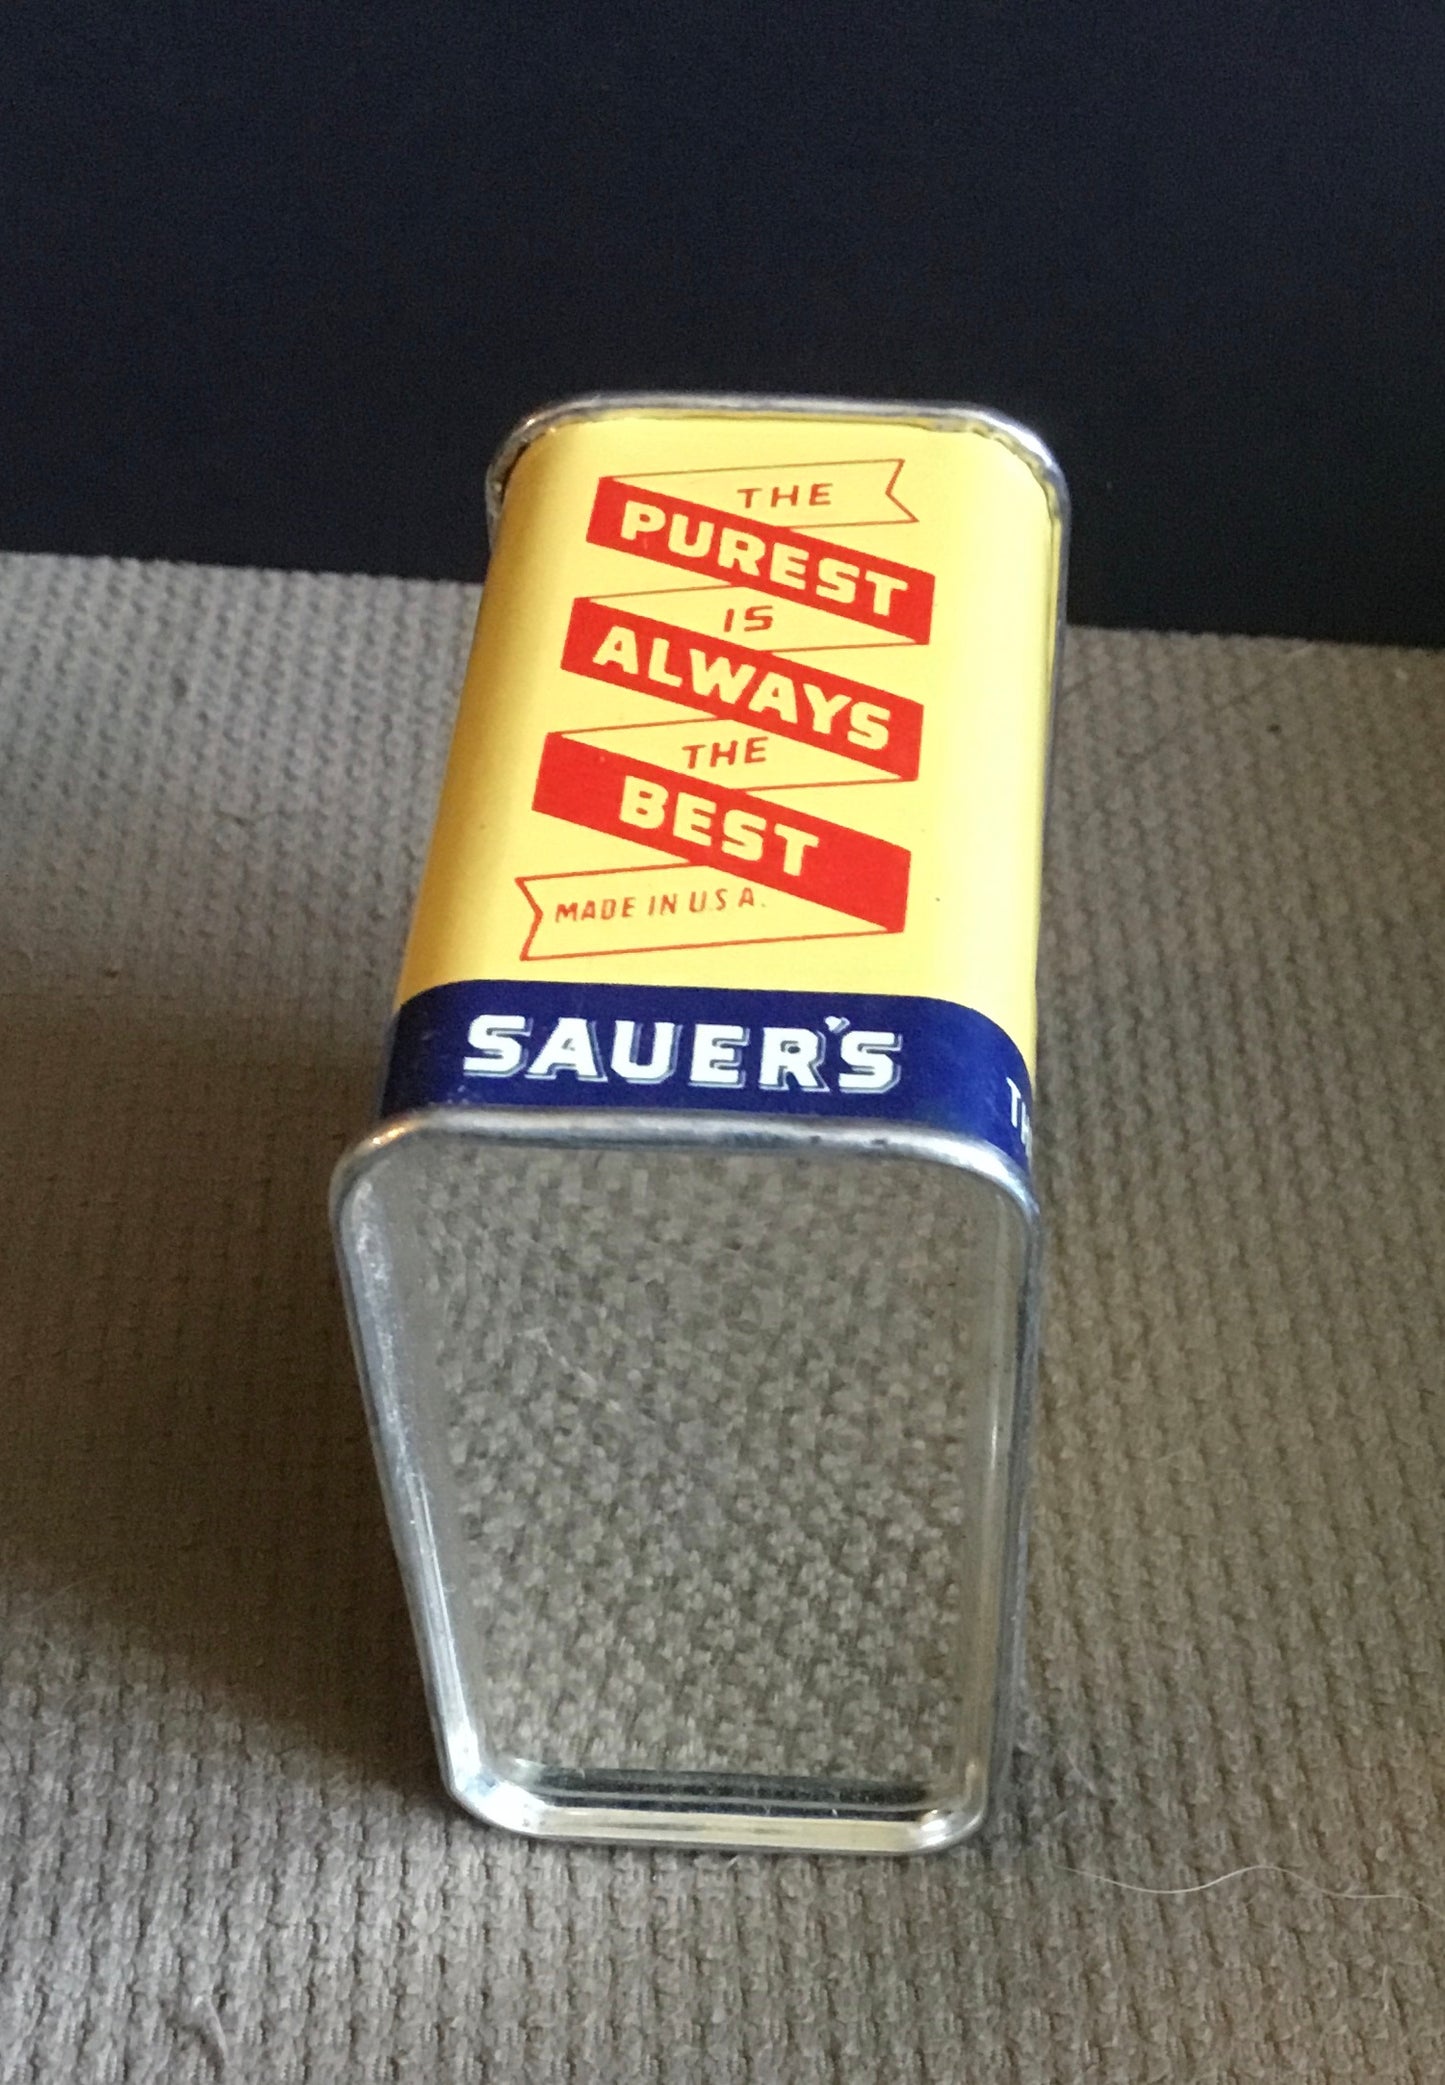 THE
PUREST
IS
ALWAYS
THE
BEST
MADE IN U.S.A.
SAUER'S